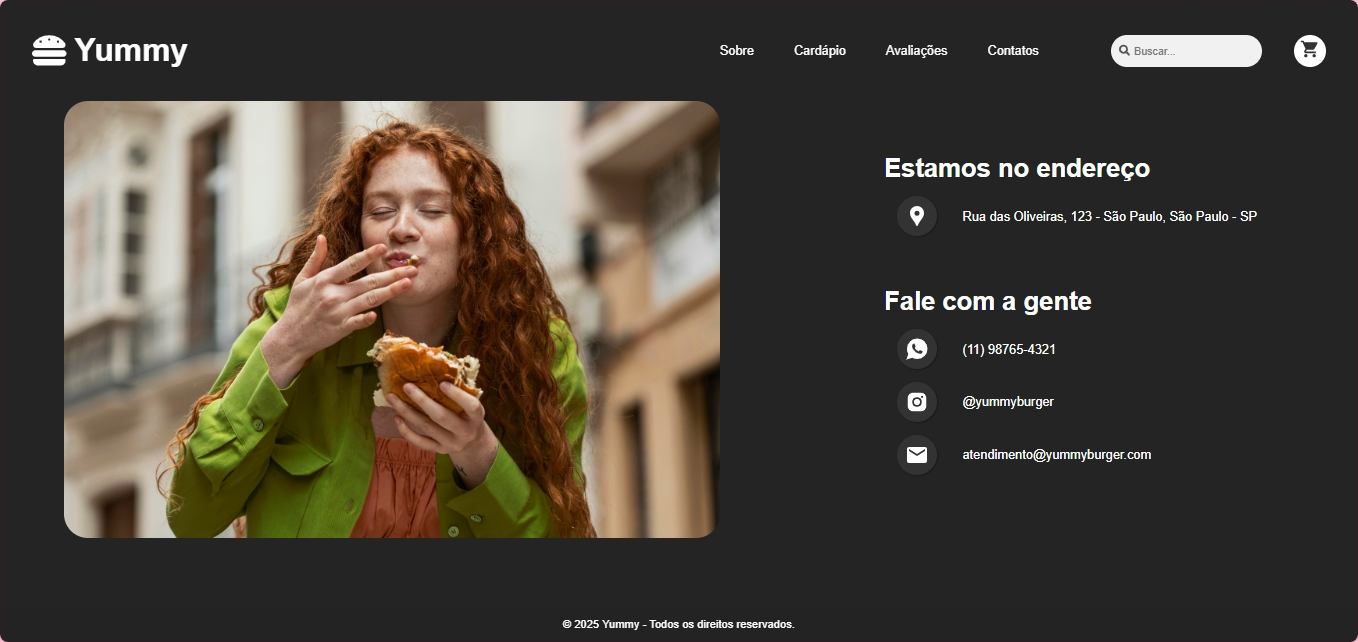 Yummy
Sobre Cardápio Avaliações Contatos Buscar...
Estamos no endereço
Rua das Oliveiras, 123 - São Paulo, São Paulo - SP
Fale com a gente
(11) 98765-4321
@yummyburger
atendimento@yummyburger.com
© 2025 Yummy - Todos os direitos reservados.